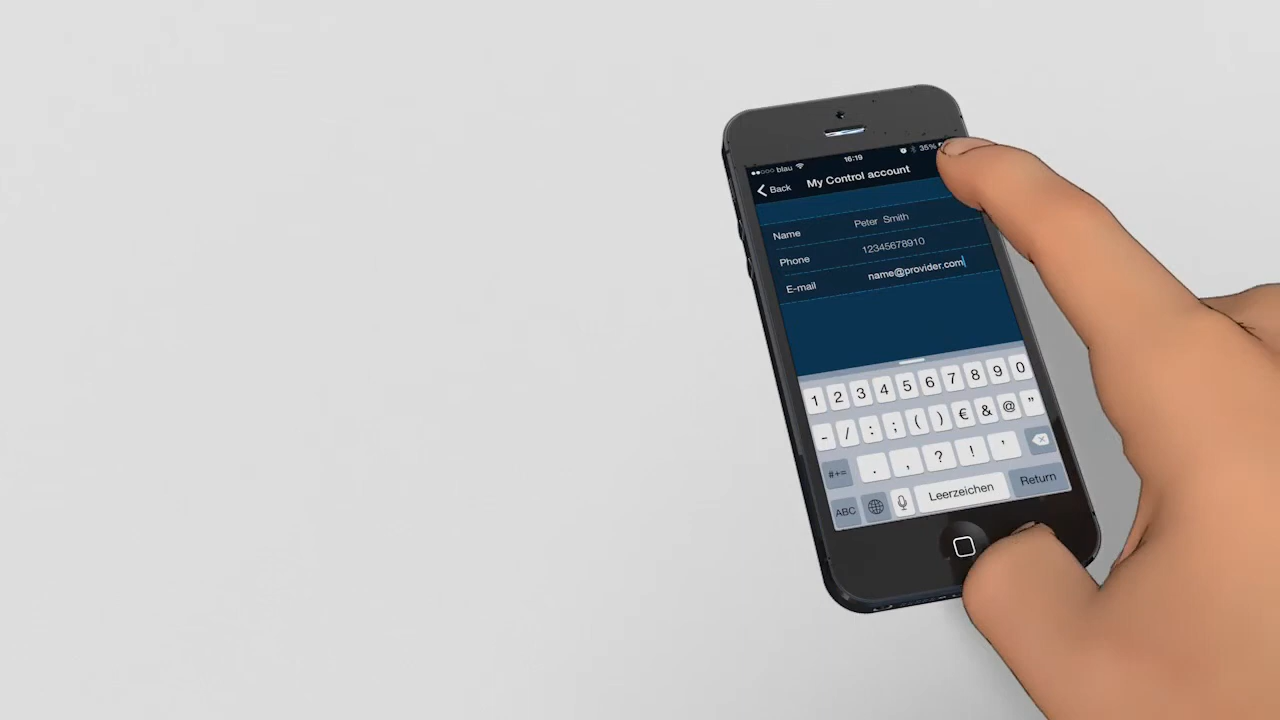 blau 16:19 35%
Back My Control account
Name Peter Smith
Phone 12345678910
E-mail name@provider.com
1 2 3 4 5 6 7 8 9 0
- / : ; ( ) € & @ "
#+= . , ? ! '
ABC Leerzeichen Return